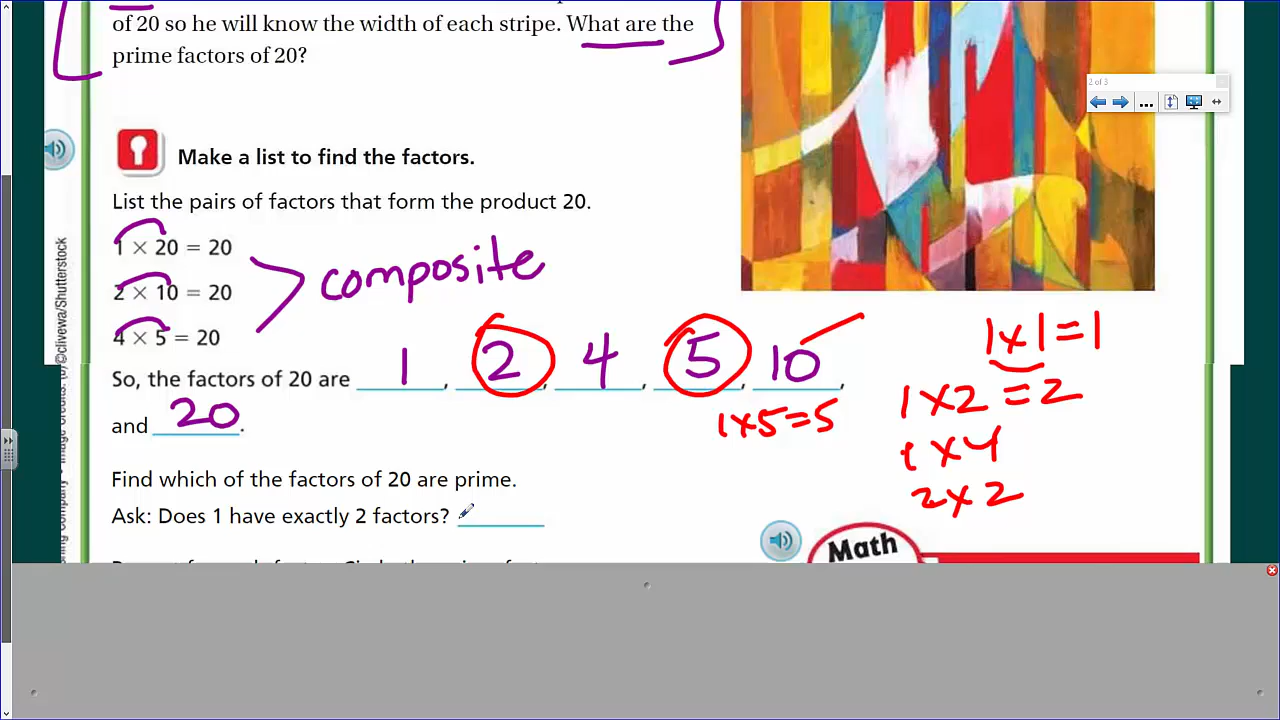 of 20 so he will know the width of each stripe. What are the
prime factors of 20?
2 of 3
Make a list to find the factors.
List the pairs of factors that form the product 20.
1 × 20 = 20
2 × 10 = 20
4 × 5 = 20
composite
So, the factors of 20 are 1, 2, 4, 5, 10,
and 20.
1x5=5
1x1=1
1x2=2
1x4
2x2
Find which of the factors of 20 are prime.
Ask: Does 1 have exactly 2 factors?
Math
(b)©clivewa/Shutterstock